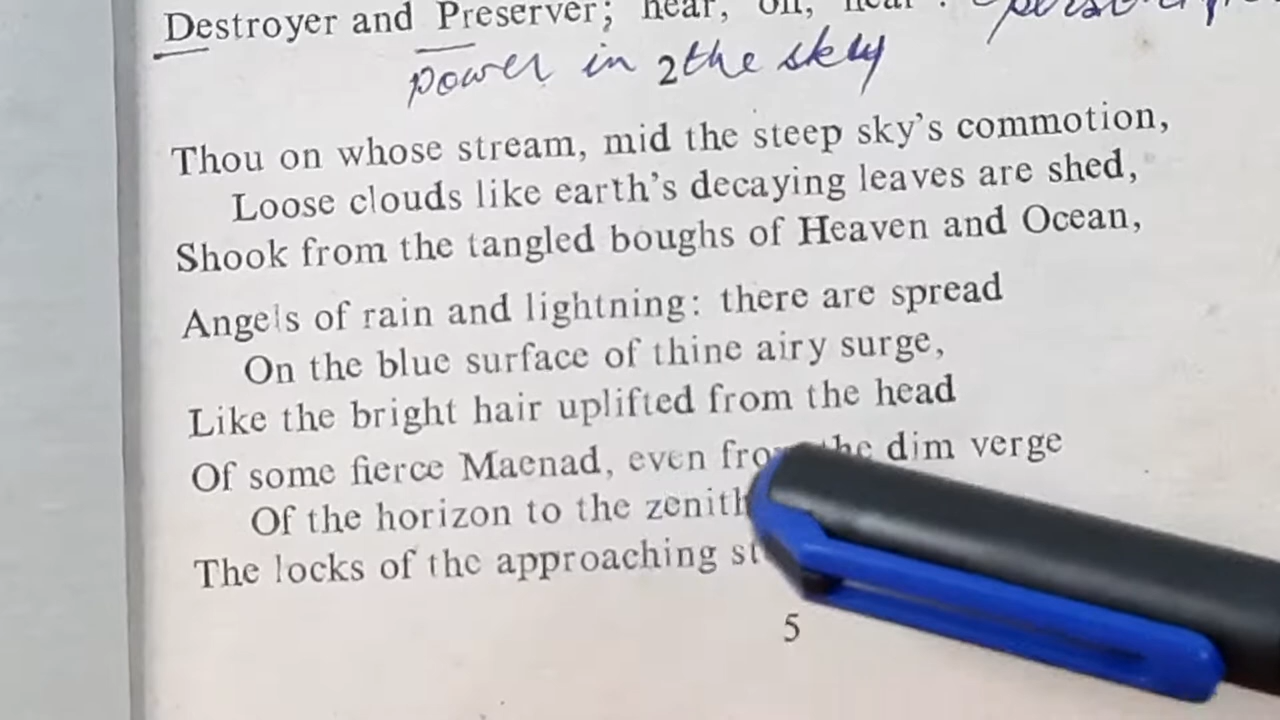 Destroyer and Preserver; hear, oh, hear
power in the sky
2
Thou on whose stream, mid the steep sky's commotion,
Loose clouds like earth's decaying leaves are shed,
Shook from the tangled boughs of Heaven and Ocean,
Angels of rain and lightning: there are spread
On the blue surface of thine airy surge,
Like the bright hair uplifted from the head
Of some fierce Maenad, even the dim verge
Of the horizon to the zenith
The locks of the approaching
5